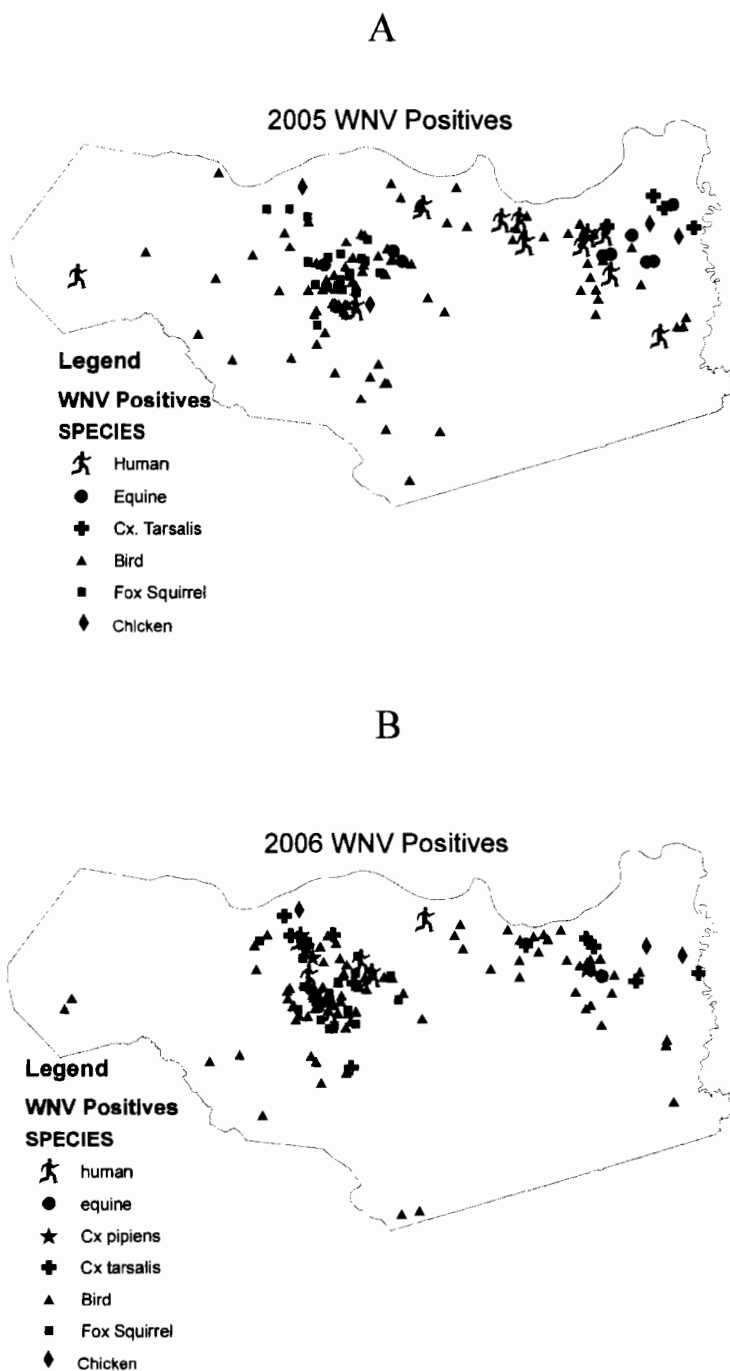 A
2005 WNV Positives
Legend
WNV Positives
SPECIES
Human
Equine
Cx. Tarsalis
Bird
Fox Squirrel
Chicken
B
2006 WNV Positives
Legend
WNV Positives
SPECIES
human
equine
Cx pipiens
Cx tarsalis
Bird
Fox Squirrel
Chicken